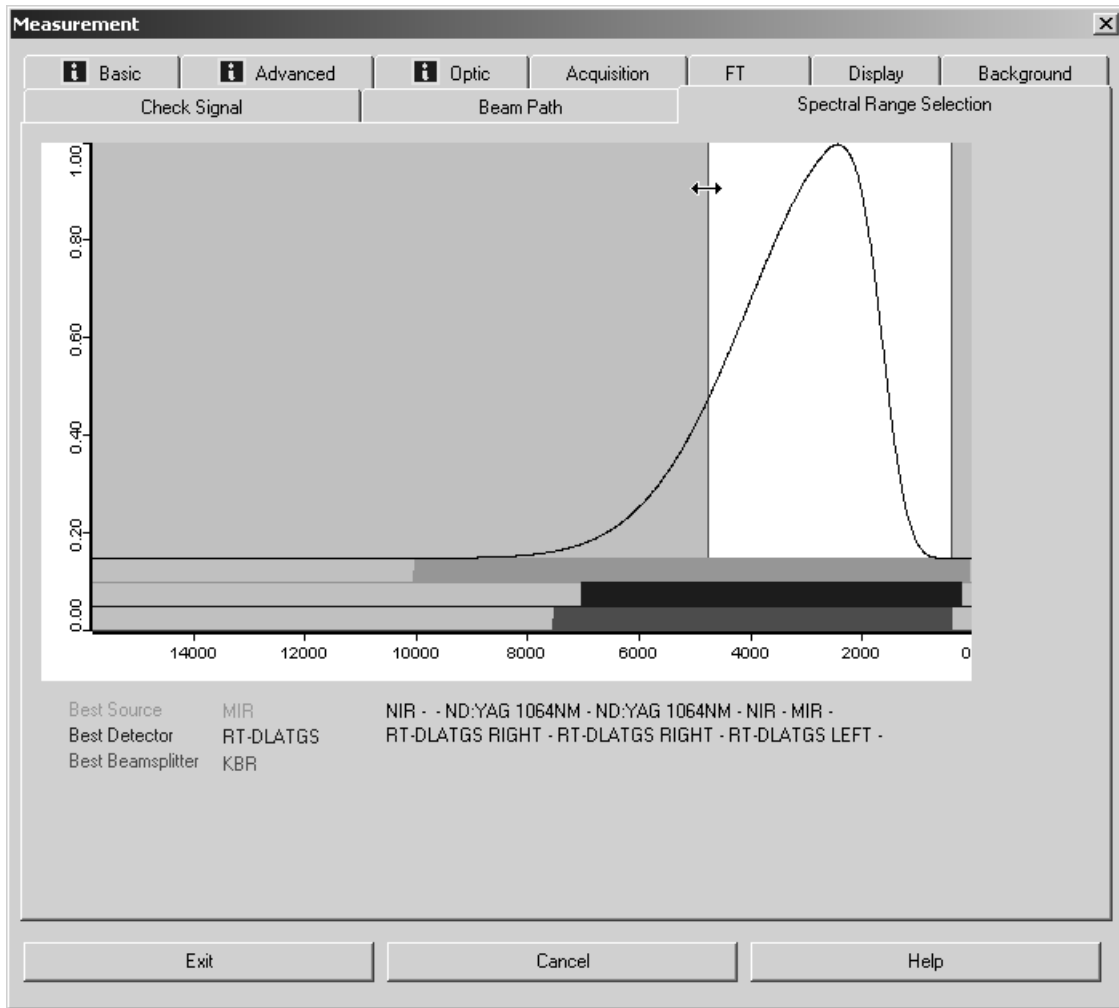 Measurement
Basic Advanced Optic Acquisition FT Display Background
Check Signal Beam Path Spectral Range Selection
1.00
0.80
0.60
0.40
0.20
0.00
14000 12000 10000 8000 6000 4000 2000 0
Best Source MIR NIR - - ND:YAG 1064NM - ND:YAG 1064NM - NIR - MIR -
Best Detector RT-DLATGS RT-DLATGS RIGHT - RT-DLATGS RIGHT - RT-DLATGS LEFT -
Best Beamsplitter KBR
Exit Cancel Help